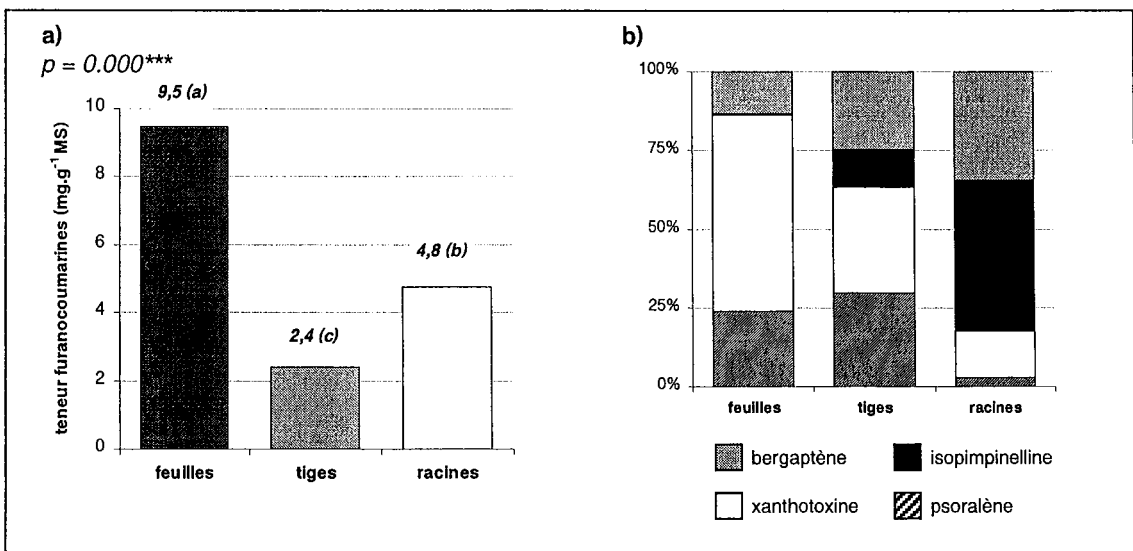 a)
p = 0.000***
9,5 (a)
10
8
6
4
2
0
teneur furanocoumarines (mg.g⁻¹ MS)
4,8 (b)
2,4 (c)
feuilles tiges racines
b)
100%
75%
50%
25%
0%
feuilles tiges racines
bergaptène isopimpinelline
xanthotoxine psoralène